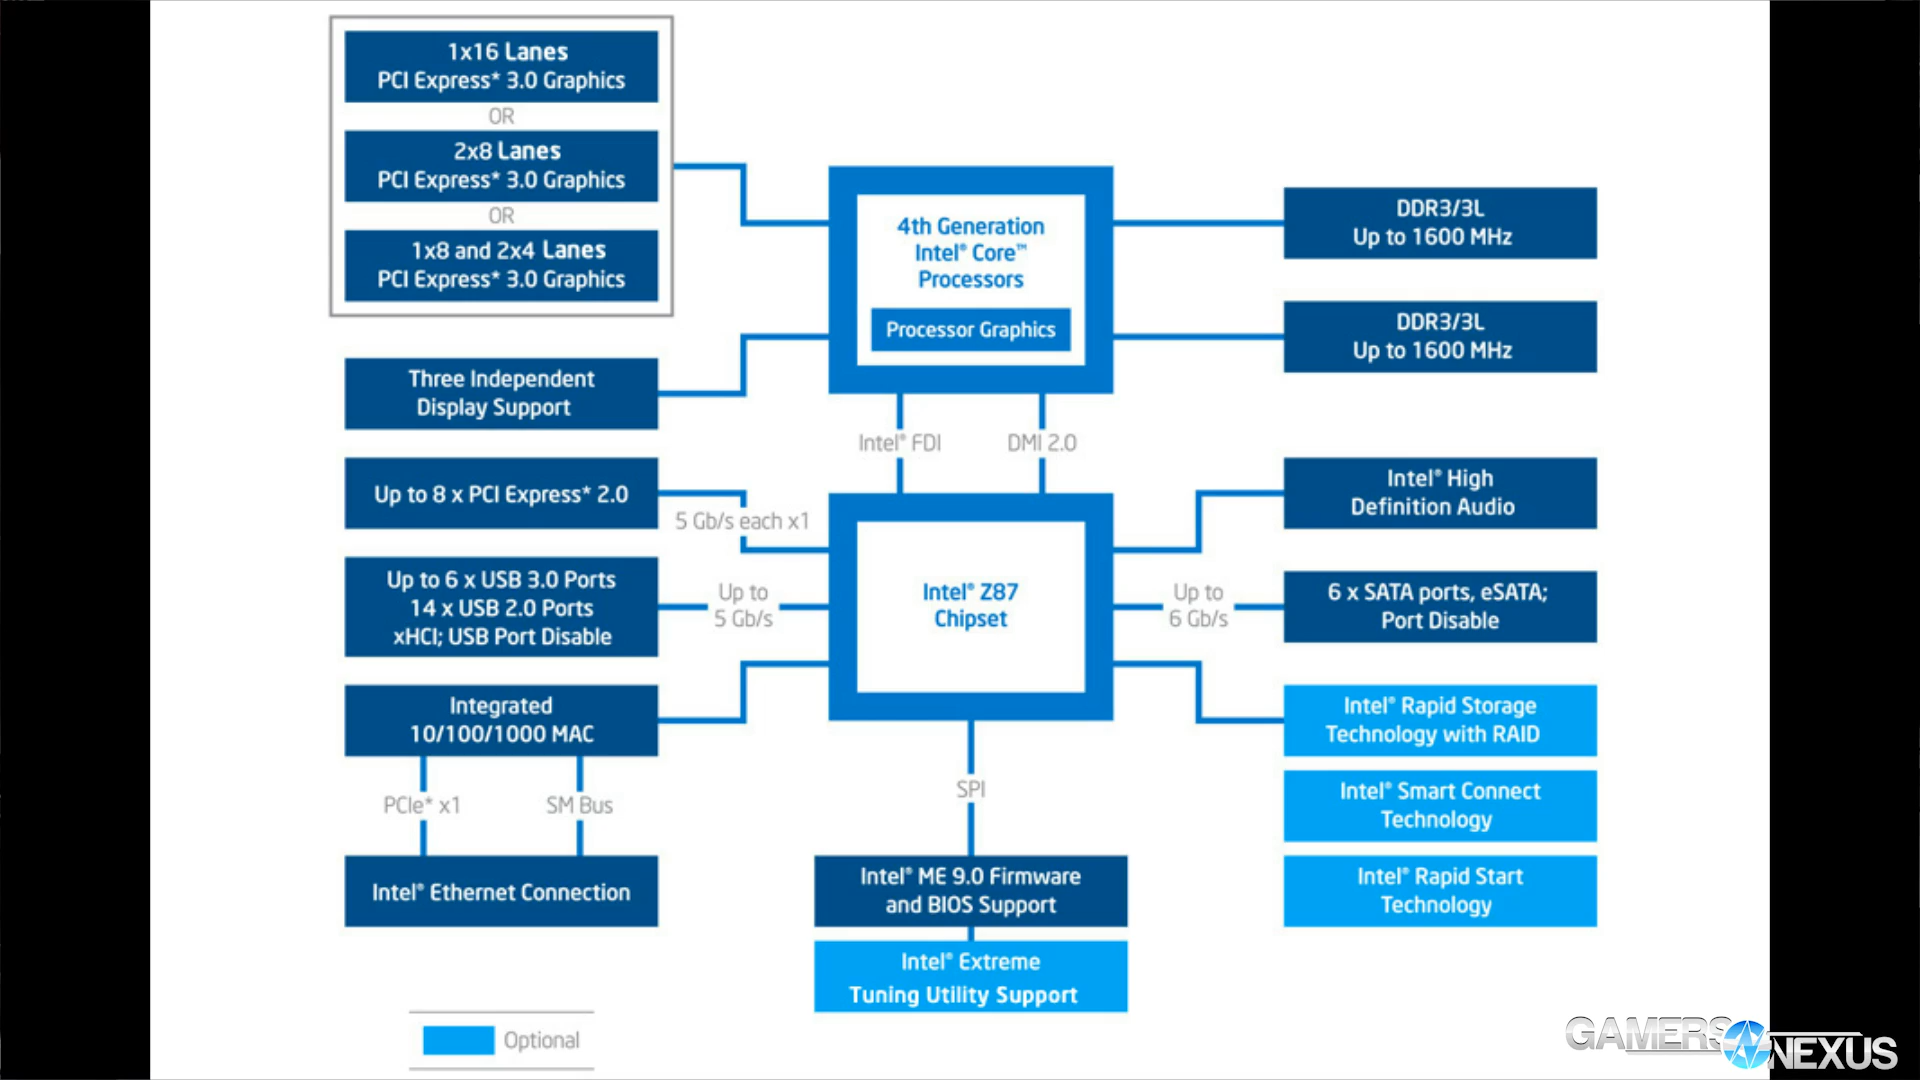 1x16 Lanes
PCI Express* 3.0 Graphics
OR
2x8 Lanes
PCI Express* 3.0 Graphics
OR
1x8 and 2x4 Lanes
PCI Express* 3.0 Graphics
4th Generation
Intel® Core™
Processors
Processor Graphics
DDR3/3L
Up to 1600 MHz
DDR3/3L
Up to 1600 MHz
Three Independent
Display Support
Intel® FDI
DMI 2.0
Up to 8 x PCI Express* 2.0
5 Gb/s each x1
Intel® High
Definition Audio
Up to 6 x USB 3.0 Ports
14 x USB 2.0 Ports
xHCI; USB Port Disable
Up to
5 Gb/s
Intel® Z87
Chipset
Up to
6 Gb/s
6 x SATA ports, eSATA;
Port Disable
Integrated
10/100/1000 MAC
Intel® Rapid Storage
Technology with RAID
PCIe* x1
SM Bus
SPI
Intel® Smart Connect
Technology
Intel® Ethernet Connection
Intel® ME 9.0 Firmware
and BIOS Support
Intel® Rapid Start
Technology
Intel® Extreme
Tuning Utility Support
Optional
GAMERS
NEXUS